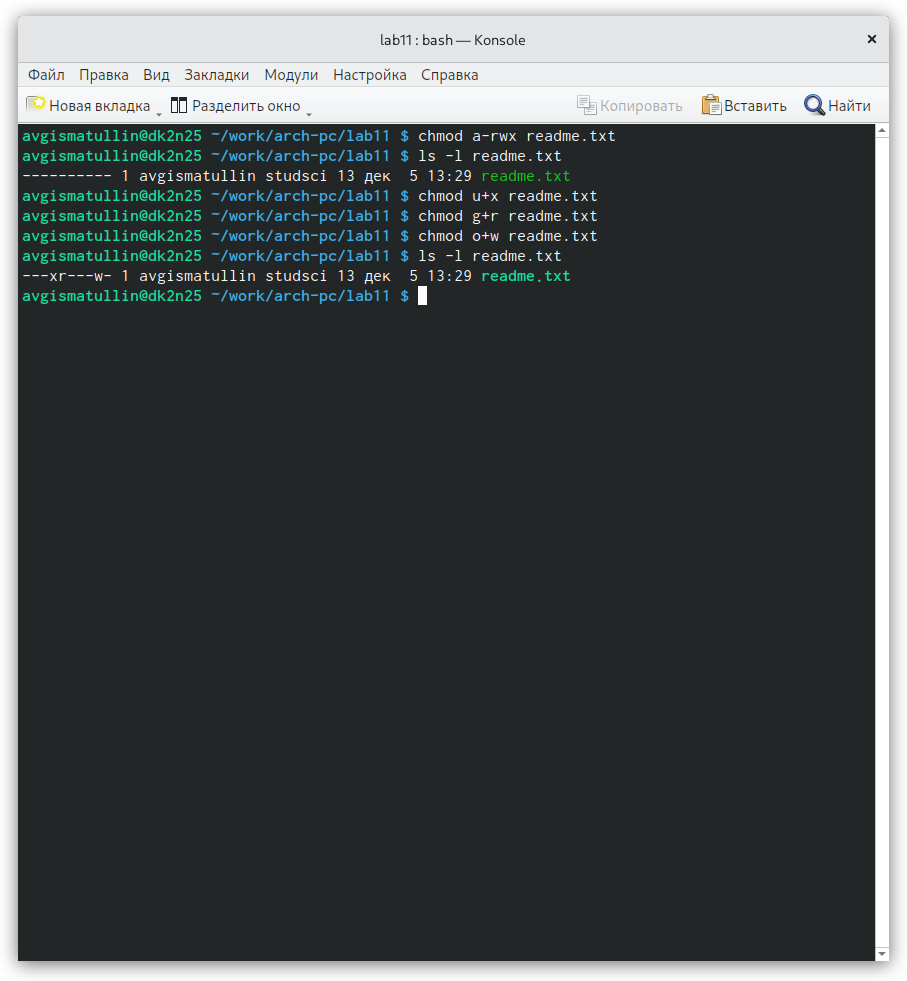 lab11 : bash — Konsole
Файл Правка Вид Закладки Модули Настройка Справка
Новая вкладка Разделить окно Копировать Вставить Найти
avgismatullin@dk2n25 ~/work/arch-pc/lab11 $ chmod a-rwx readme.txt
avgismatullin@dk2n25 ~/work/arch-pc/lab11 $ ls -l readme.txt
---------- 1 avgismatullin studsci 13 дек  5 13:29 readme.txt
avgismatullin@dk2n25 ~/work/arch-pc/lab11 $ chmod u+x readme.txt
avgismatullin@dk2n25 ~/work/arch-pc/lab11 $ chmod g+r readme.txt
avgismatullin@dk2n25 ~/work/arch-pc/lab11 $ chmod o+w readme.txt
avgismatullin@dk2n25 ~/work/arch-pc/lab11 $ ls -l readme.txt
---xr---w- 1 avgismatullin studsci 13 дек  5 13:29 readme.txt
avgismatullin@dk2n25 ~/work/arch-pc/lab11 $